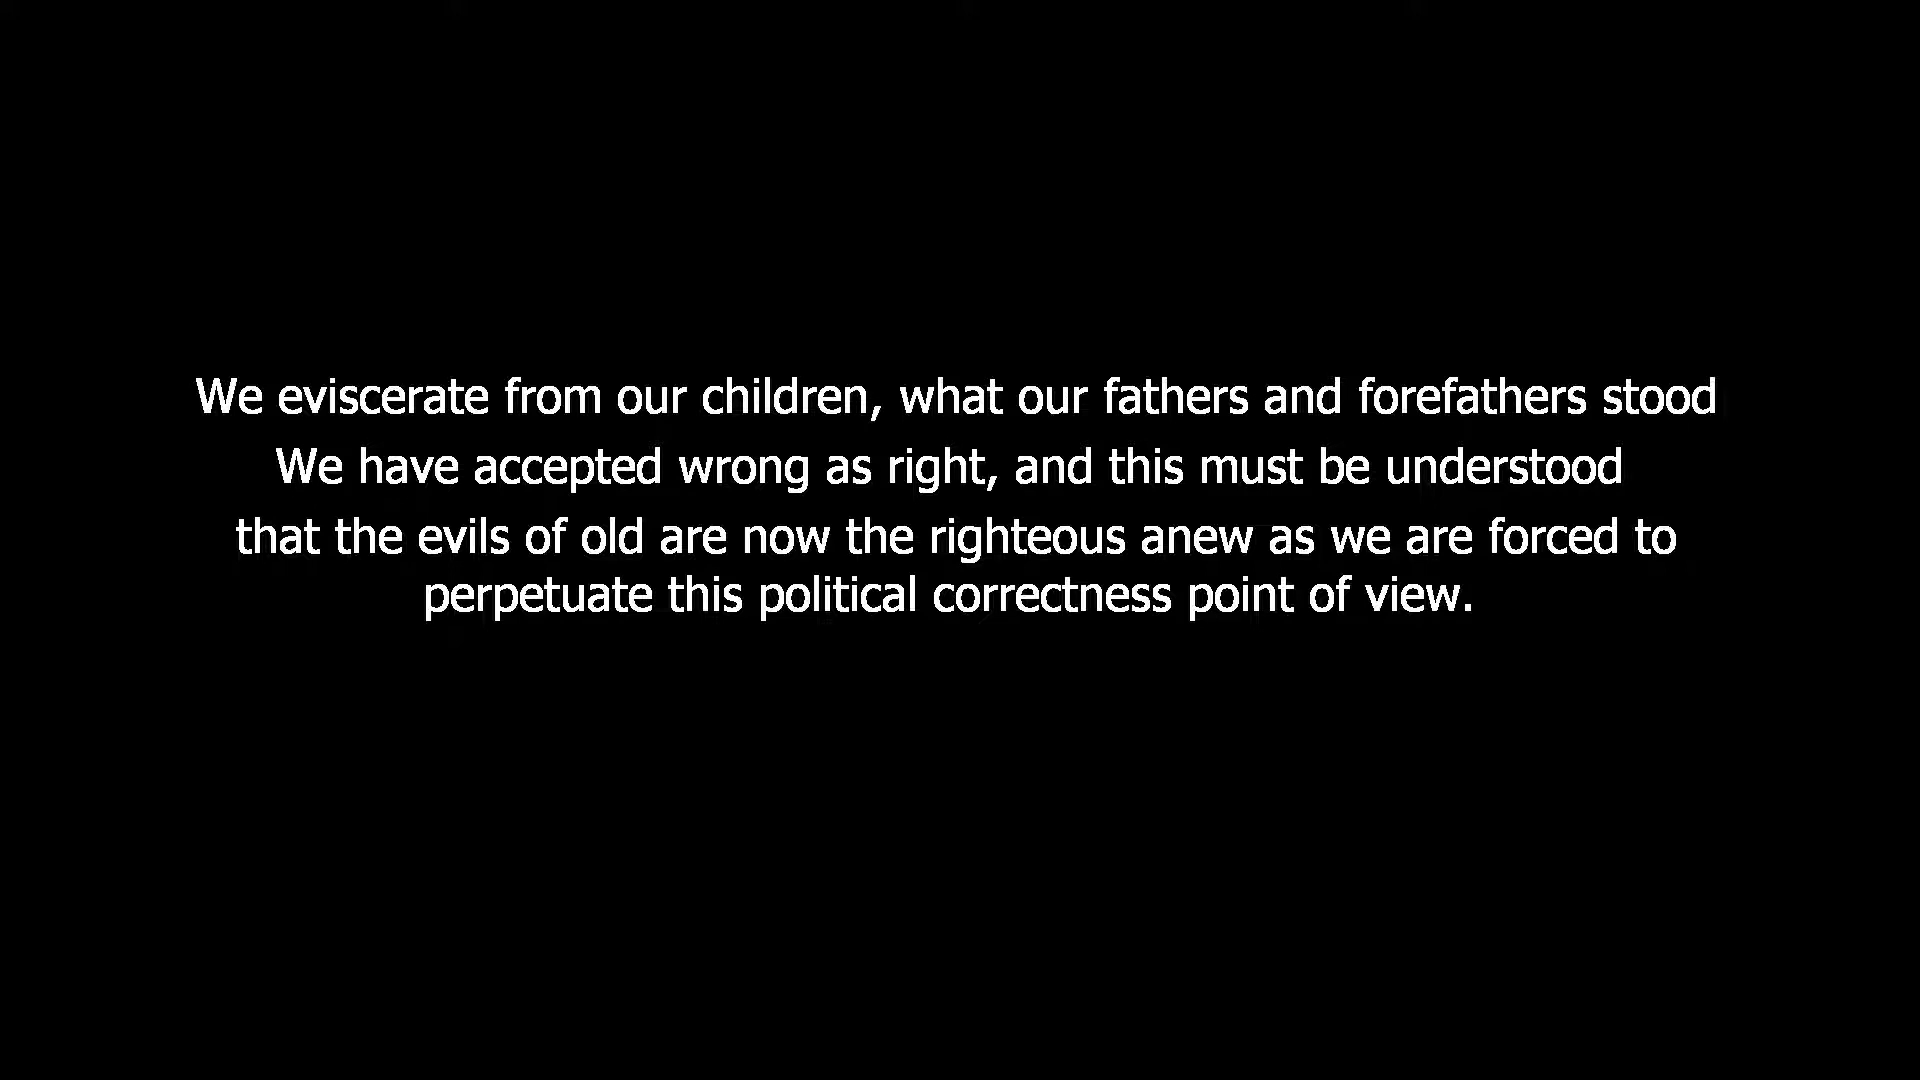 We eviscerate from our children, what our fathers and forefathers stood
We have accepted wrong as right, and this must be understood
that the evils of old are now the righteous anew as we are forced to
perpetuate this political correctness point of view.